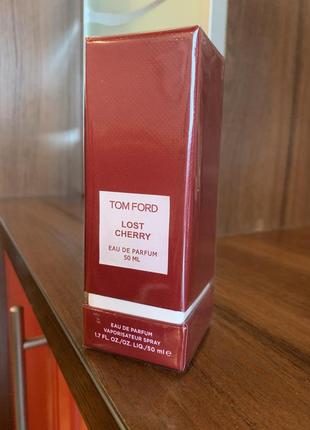 TOM FORD
LOST
CHERRY
EAU DE PARFUM
50 ML
EAU DE PARFUM
VAPORISATEUR SPRAY
1.7 FL. OZ./OZ. LIQ./50 ml ℮